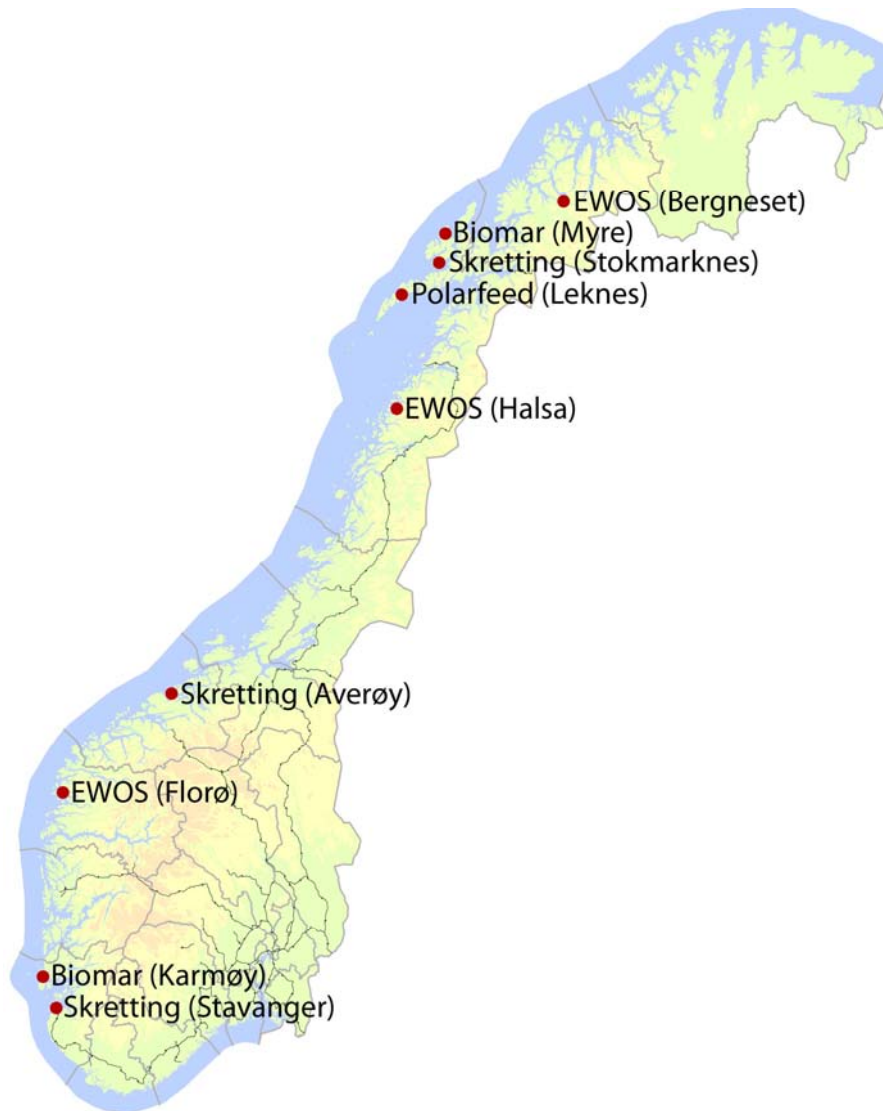 EWOS (Bergneset)
Biomar (Myre)
Skretting (Stokmarknes)
Polarfeed (Leknes)
EWOS (Halsa)
Skretting (Averøy)
EWOS (Florø)
Biomar (Karmøy)
Skretting (Stavanger)